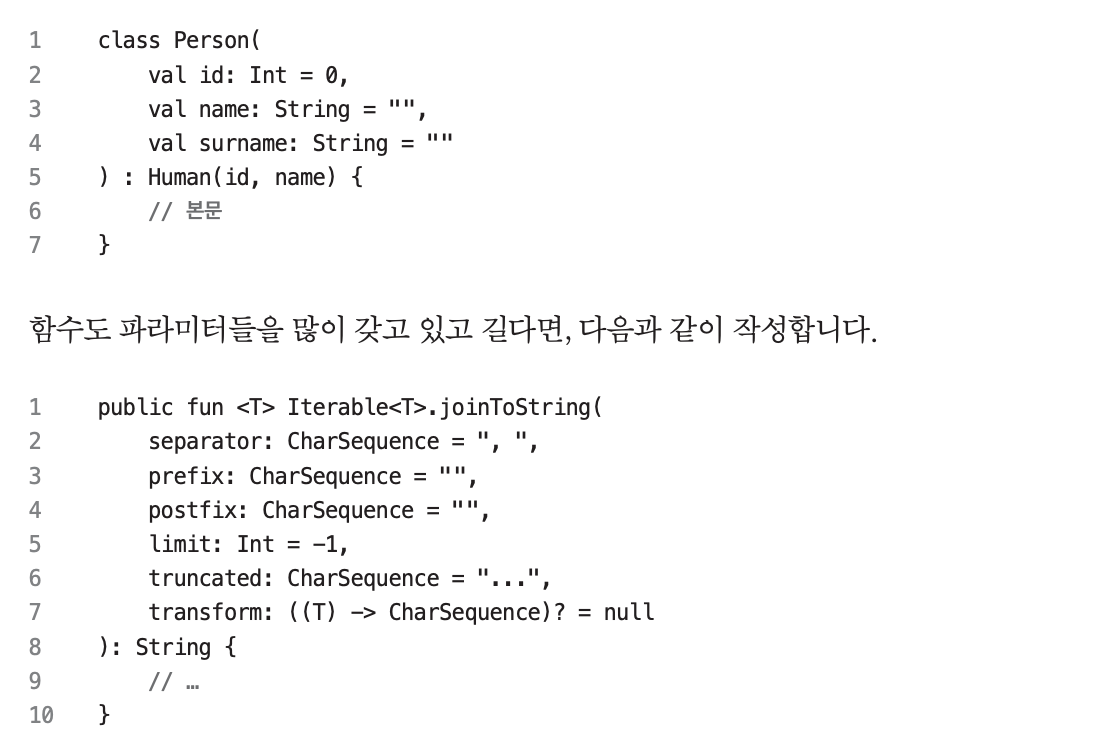 1 class Person(
2     val id: Int = 0,
3     val name: String = "",
4     val surname: String = ""
5 ) : Human(id, name) {
6     // 본문
7 }
함수도 파라미터들을 많이 갖고 있고 길다면, 다음과 같이 작성합니다.
1 public fun <T> Iterable<T>.joinToString(
2     separator: CharSequence = ", ",
3     prefix: CharSequence = "",
4     postfix: CharSequence = "",
5     limit: Int = -1,
6     truncated: CharSequence = "...",
7     transform: ((T) -> CharSequence)? = null
8 ): String {
9     // …
10 }